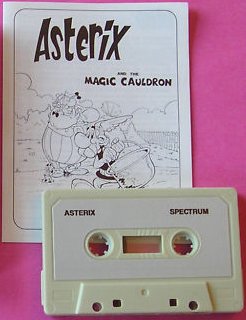 Asterix
AND THE
MAGIC CAULDRON
ASTERIX SPECTRUM